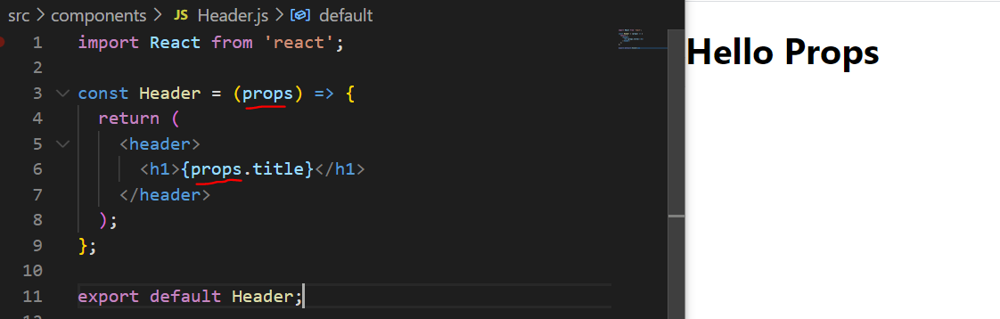 src > components > JS Header.js > default
1 import React from 'react';
2
3 const Header = (props) => {
4 return (
5 <header>
6 <h1>{props.title}</h1>
7 </header>
8 );
9 };
10
11 export default Header;
Hello Props